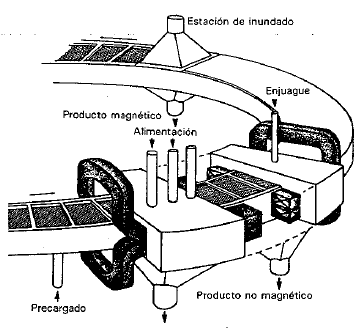 Estación de inundado
Enjuague
Producto magnético
Alimentación
Producto no magnético
Precargado